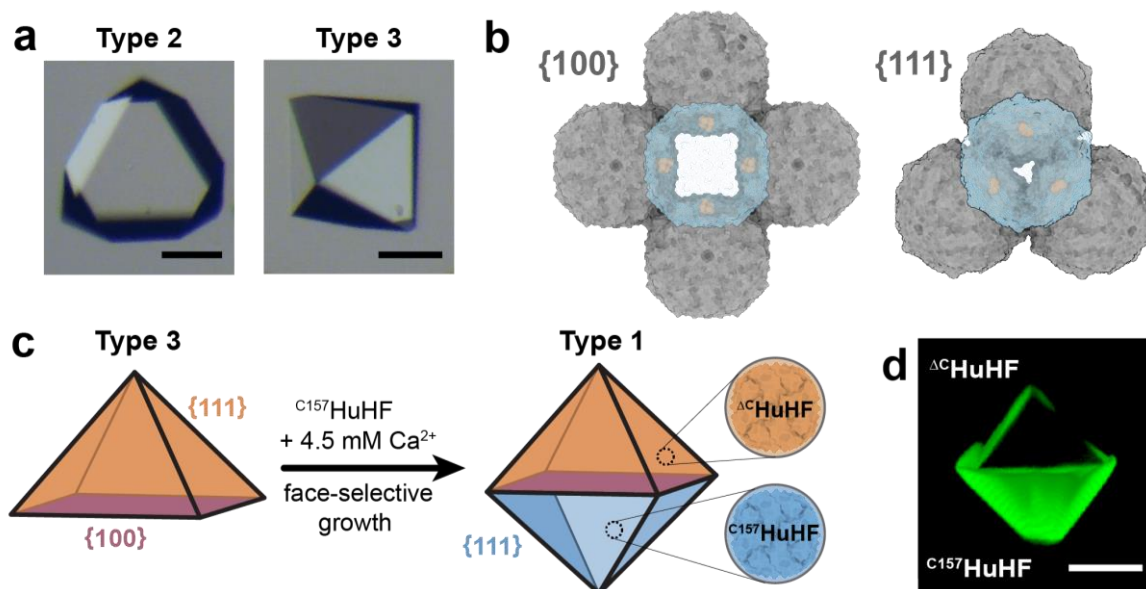 a
Type 2
Type 3
b
{100}
{111}
c
Type 3
{111}
{100}
C157HuHF
+ 4.5 mM Ca2+
face-selective
growth
Type 1
{111}
ΔCHuHF
C157HuHF
d
ΔCHuHF
C157HuHF